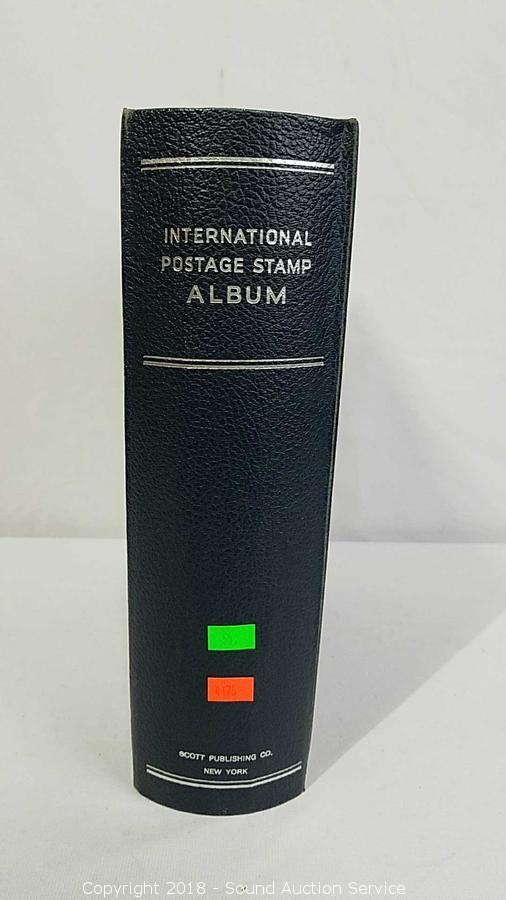 INTERNATIONAL
POSTAGE STAMP
ALBUM
SCOTT PUBLISHING CO.
NEW YORK
Copyright 2018 - Sound Auction Service